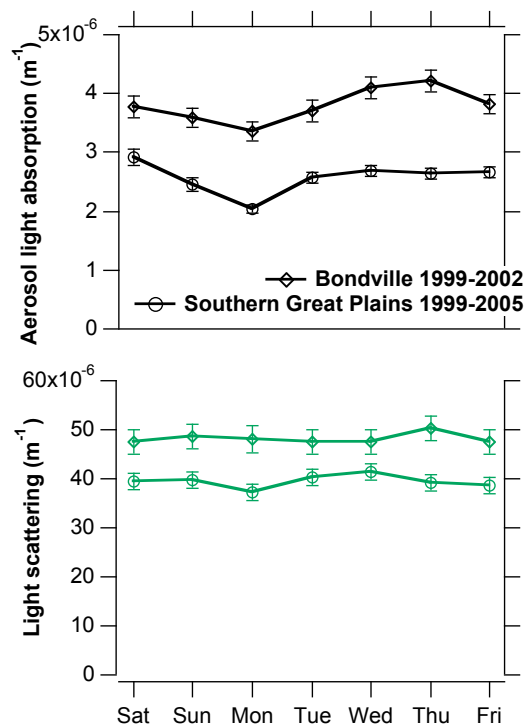 Aerosol light absorption (m⁻¹)
5x10⁻⁶
4
3
2
1
0
Bondville 1999-2002
Southern Great Plains 1999-2005
Light scattering (m⁻¹)
60x10⁻⁶
50
40
30
20
10
0
Sat Sun Mon Tue Wed Thu Fri